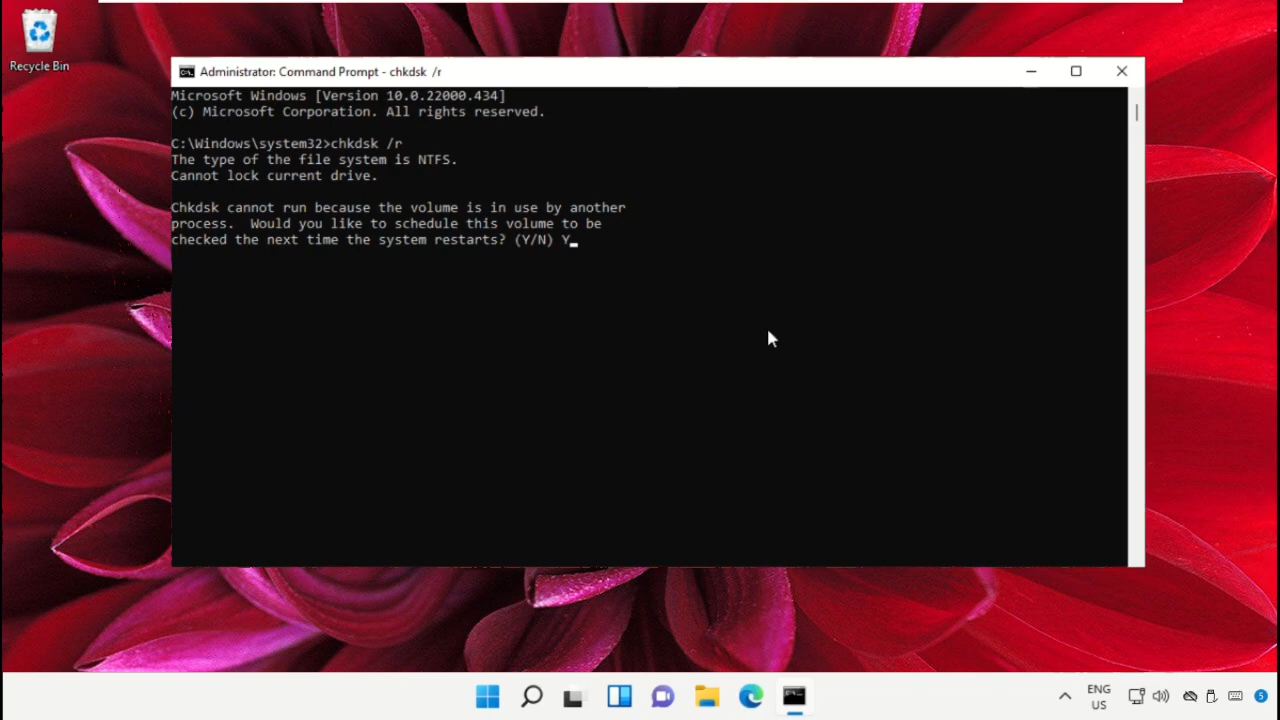 Recycle Bin
Administrator: Command Prompt - chkdsk /r
Microsoft Windows [Version 10.0.22000.434]
(c) Microsoft Corporation. All rights reserved.
C:\Windows\system32>chkdsk /r
The type of the file system is NTFS.
Cannot lock current drive.
Chkdsk cannot run because the volume is in use by another
process.  Would you like to schedule this volume to be
checked the next time the system restarts? (Y/N) Y_
ENG
US
5